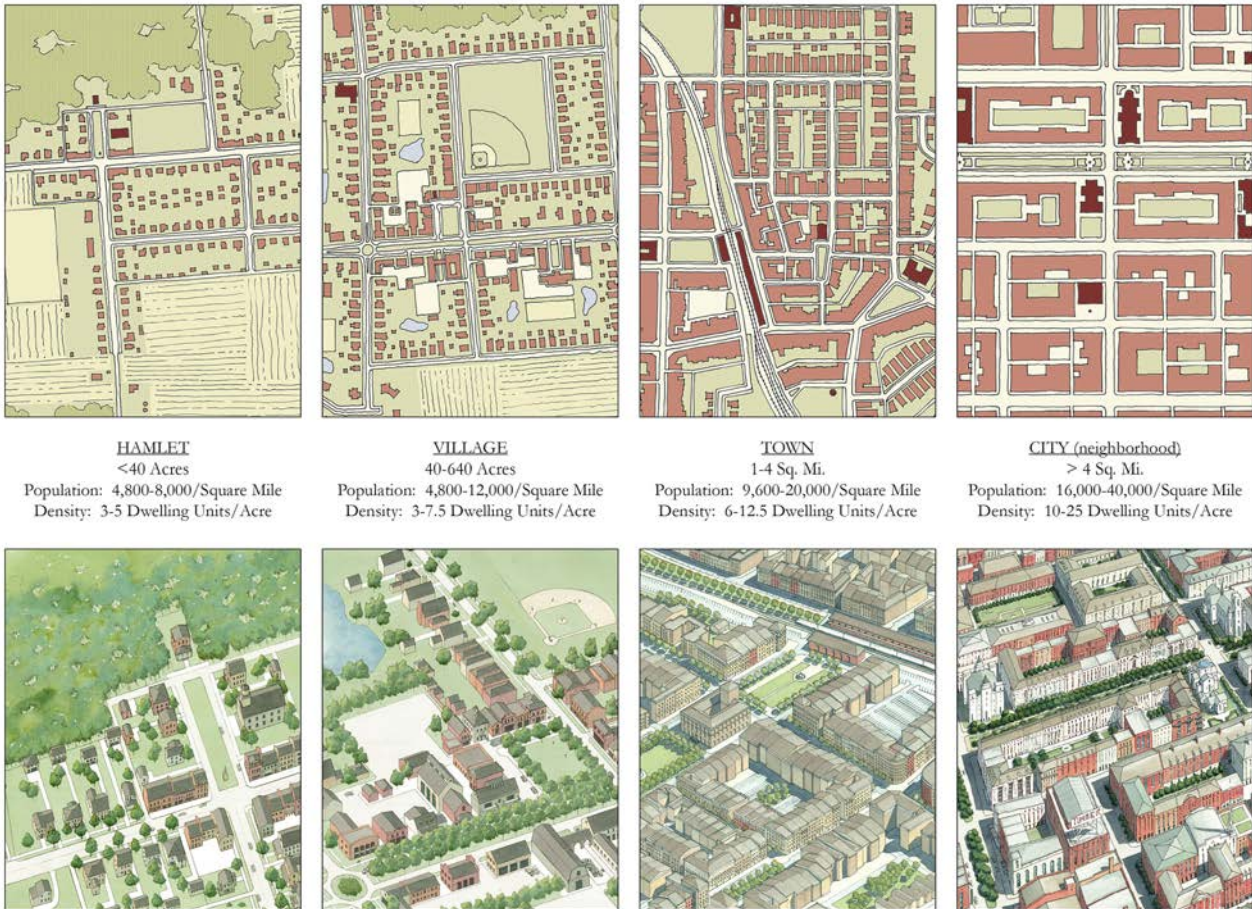 HAMLET
<40 Acres
Population: 4,800-8,000/Square Mile
Density: 3-5 Dwelling Units/Acre
VILLAGE
40-640 Acres
Population: 4,800-12,000/Square Mile
Density: 3-7.5 Dwelling Units/Acre
TOWN
1-4 Sq. Mi.
Population: 9,600-20,000/Square Mile
Density: 6-12.5 Dwelling Units/Acre
CITY (neighborhood)
> 4 Sq. Mi.
Population: 16,000-40,000/Square Mile
Density: 10-25 Dwelling Units/Acre